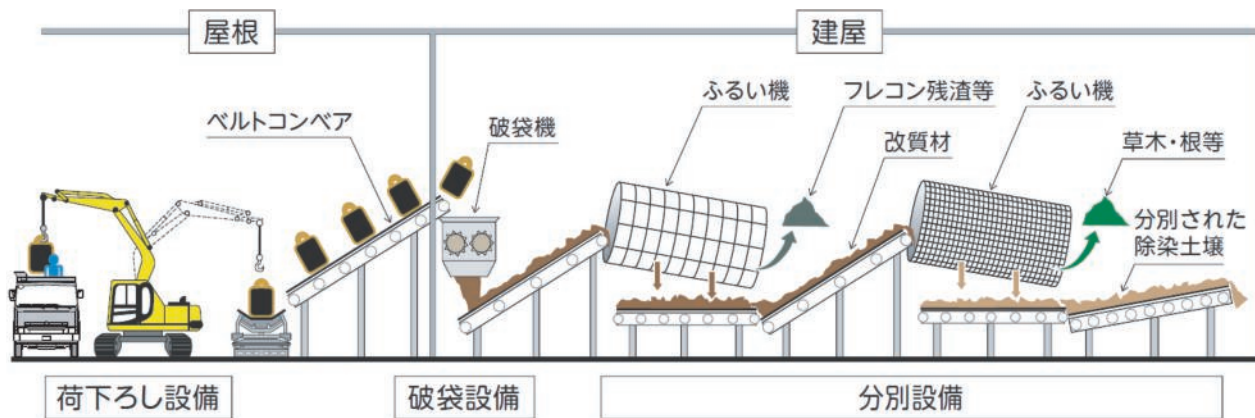 屋根
建屋
ベルトコンベア
破袋機
ふるい機
フレコン残渣等
改質材
ふるい機
草木・根等
分別された
除染土壌
荷下ろし設備
破袋設備
分別設備